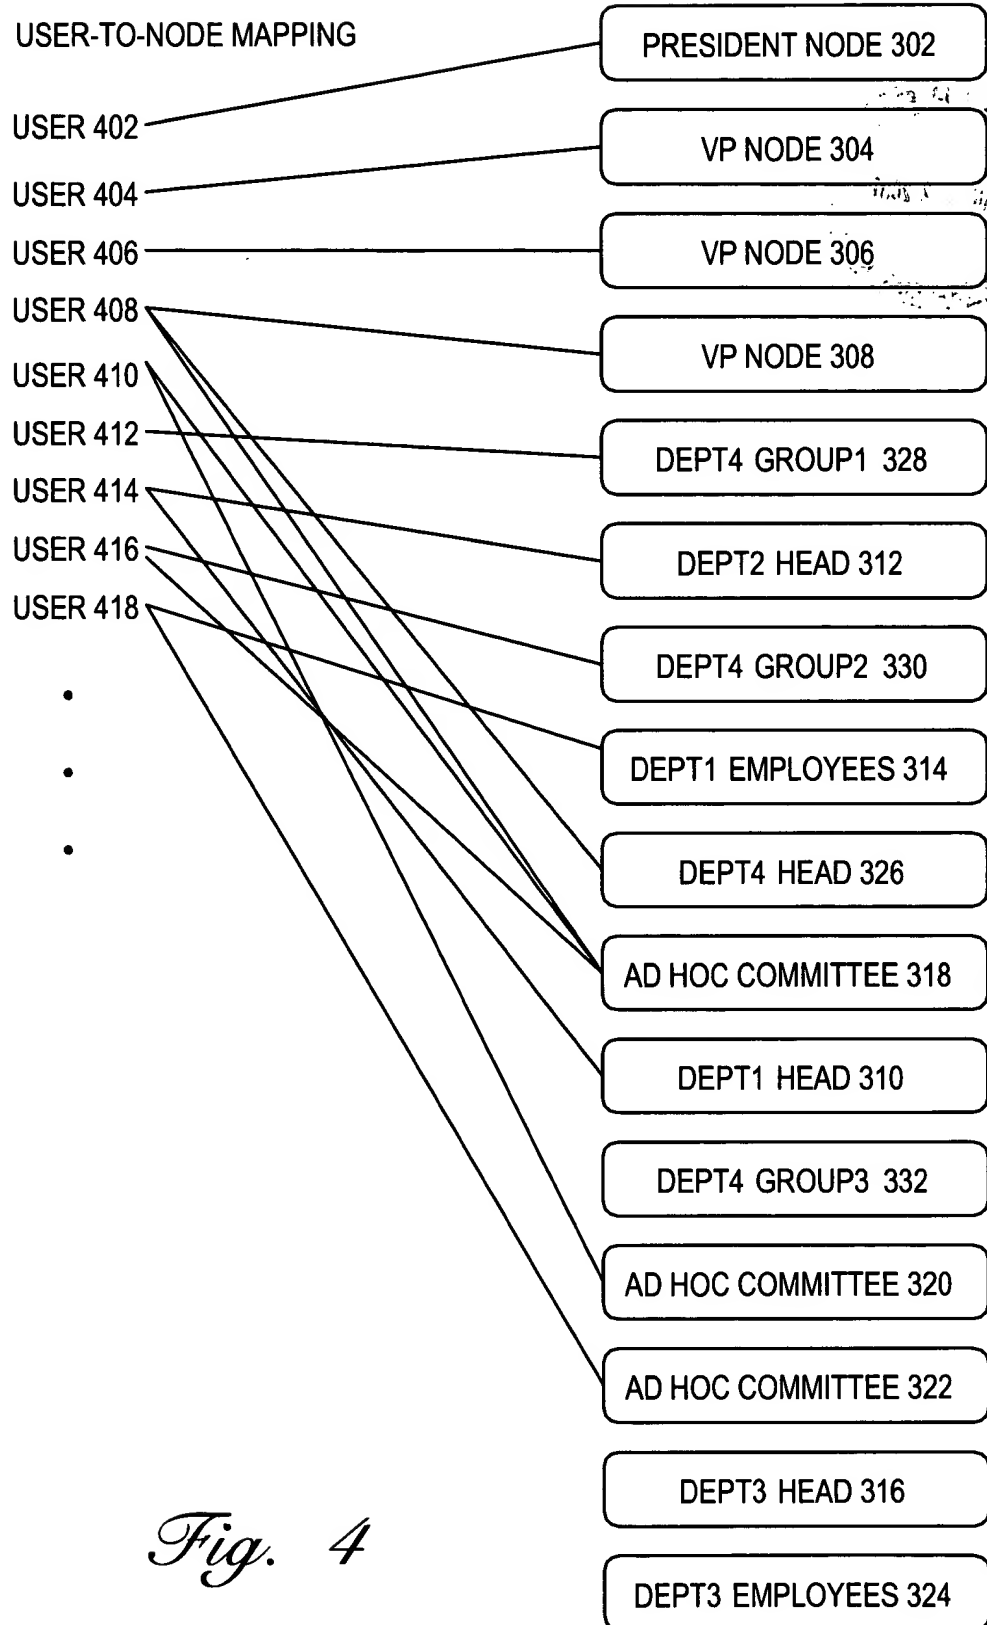 USER-TO-NODE MAPPING
USER 402
USER 404
USER 406
USER 408
USER 410
USER 412
USER 414
USER 416
USER 418
PRESIDENT NODE 302
VP NODE 304
VP NODE 306
VP NODE 308
DEPT4 GROUP1 328
DEPT2 HEAD 312
DEPT4 GROUP2 330
DEPT1 EMPLOYEES 314
DEPT4 HEAD 326
AD HOC COMMITTEE 318
DEPT1 HEAD 310
DEPT4 GROUP3 332
AD HOC COMMITTEE 320
AD HOC COMMITTEE 322
DEPT3 HEAD 316
DEPT3 EMPLOYEES 324
Fig. 4